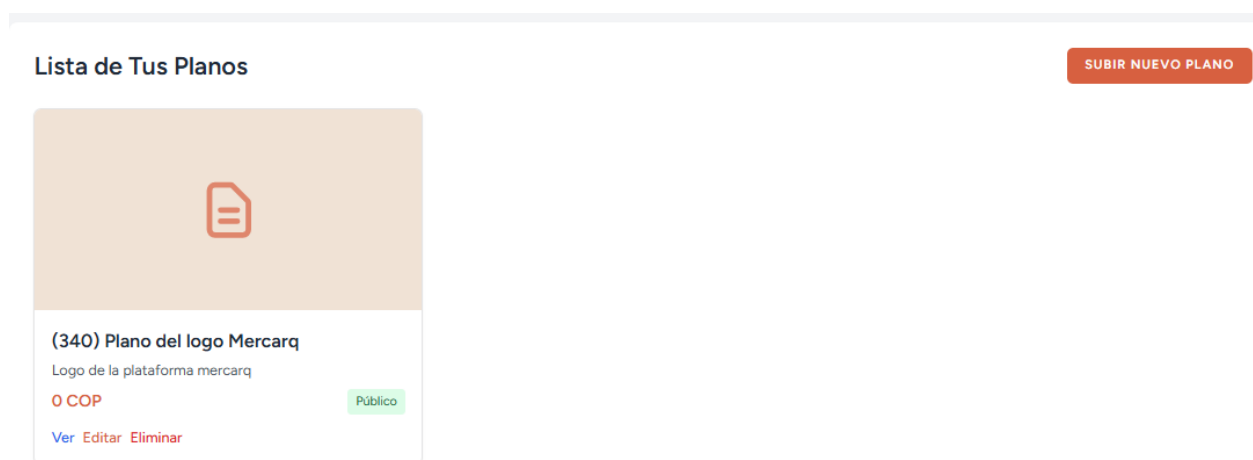 Lista de Tus Planos
SUBIR NUEVO PLANO
(340) Plano del logo Mercarq
Logo de la plataforma mercarq
0 COP
Público
Ver Editar Eliminar